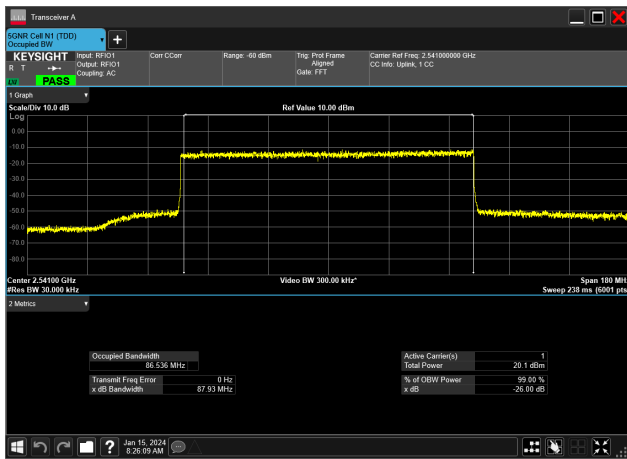 Transceiver A
5GNR Cell N1 (TDD)
Occupied BW
KEYSIGHT
R T
LW
PASS
Input: RFIO1
Output: RFIO1
Coupling: AC
Corr CCorr
Range: -60 dBm
Trig: Prot Frame
Aligned
Gate: FFT
Carrier Ref Freq: 2.541000000 GHz
CC Info: Uplink, 1 CC
1 Graph
Scale/Div 10.0 dB
Ref Value 10.00 dBm
Log
0.00
-10.0
-20.0
-30.0
-40.0
-50.0
-60.0
-70.0
-80.0
Center 2.54100 GHz
Video BW 300.00 kHz*
Span 180 MH
#Res BW 30.000 kHz
Sweep 238 ms (6001 pts
2 Metrics
Occupied Bandwidth
86.536 MHz
Transmit Freq Error 0 Hz
x dB Bandwidth 87.93 MHz
Active Carrier(s) 1
Total Power 20.1 dBm
% of OBW Power 99.00 %
x dB -26.00 dB
?
Jan 15, 2024
8:26:09 AM